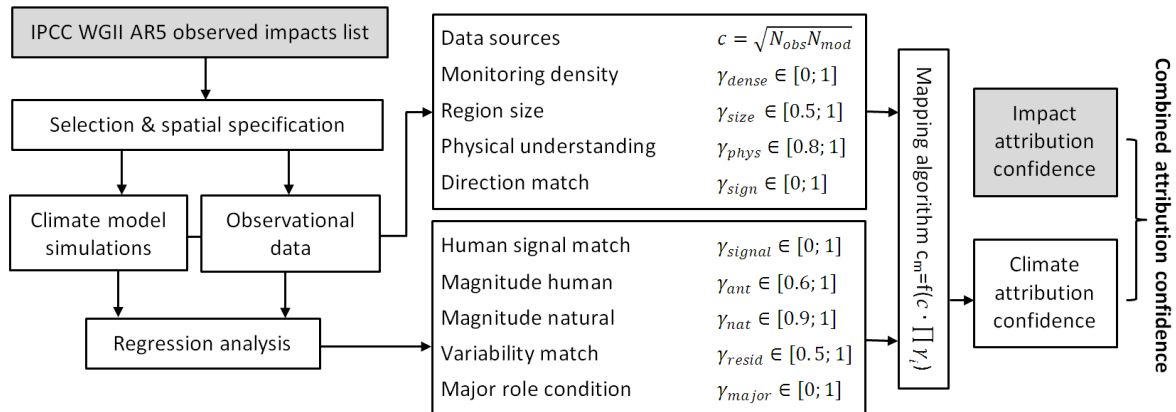 IPCC WGII AR5 observed impacts list
Selection & spatial specification
Climate model
simulations
Observational
data
Regression analysis
Data sources c = √N_obs N_mod
Monitoring density γ_dense ∈ [0; 1]
Region size γ_size ∈ [0.5; 1]
Physical understanding γ_phys ∈ [0.8; 1]
Direction match γ_sign ∈ [0; 1]
Human signal match γ_signal ∈ [0; 1]
Magnitude human γ_ant ∈ [0.6; 1]
Magnitude natural γ_nat ∈ [0.9; 1]
Variability match γ_resid ∈ [0.5; 1]
Major role condition γ_major ∈ [0; 1]
Mapping algorithm c_m=f(c · ∏ γ_i)
Impact
attribution
confidence
Climate
attribution
confidence
Combined attribution confidence